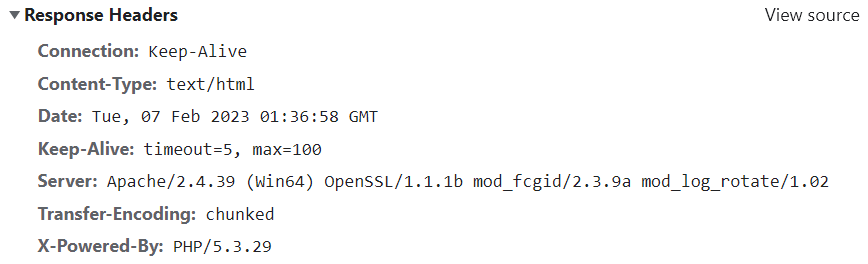 Response Headers View source
Connection: Keep-Alive
Content-Type: text/html
Date: Tue, 07 Feb 2023 01:36:58 GMT
Keep-Alive: timeout=5, max=100
Server: Apache/2.4.39 (Win64) OpenSSL/1.1.1b mod_fcgid/2.3.9a mod_log_rotate/1.02
Transfer-Encoding: chunked
X-Powered-By: PHP/5.3.29